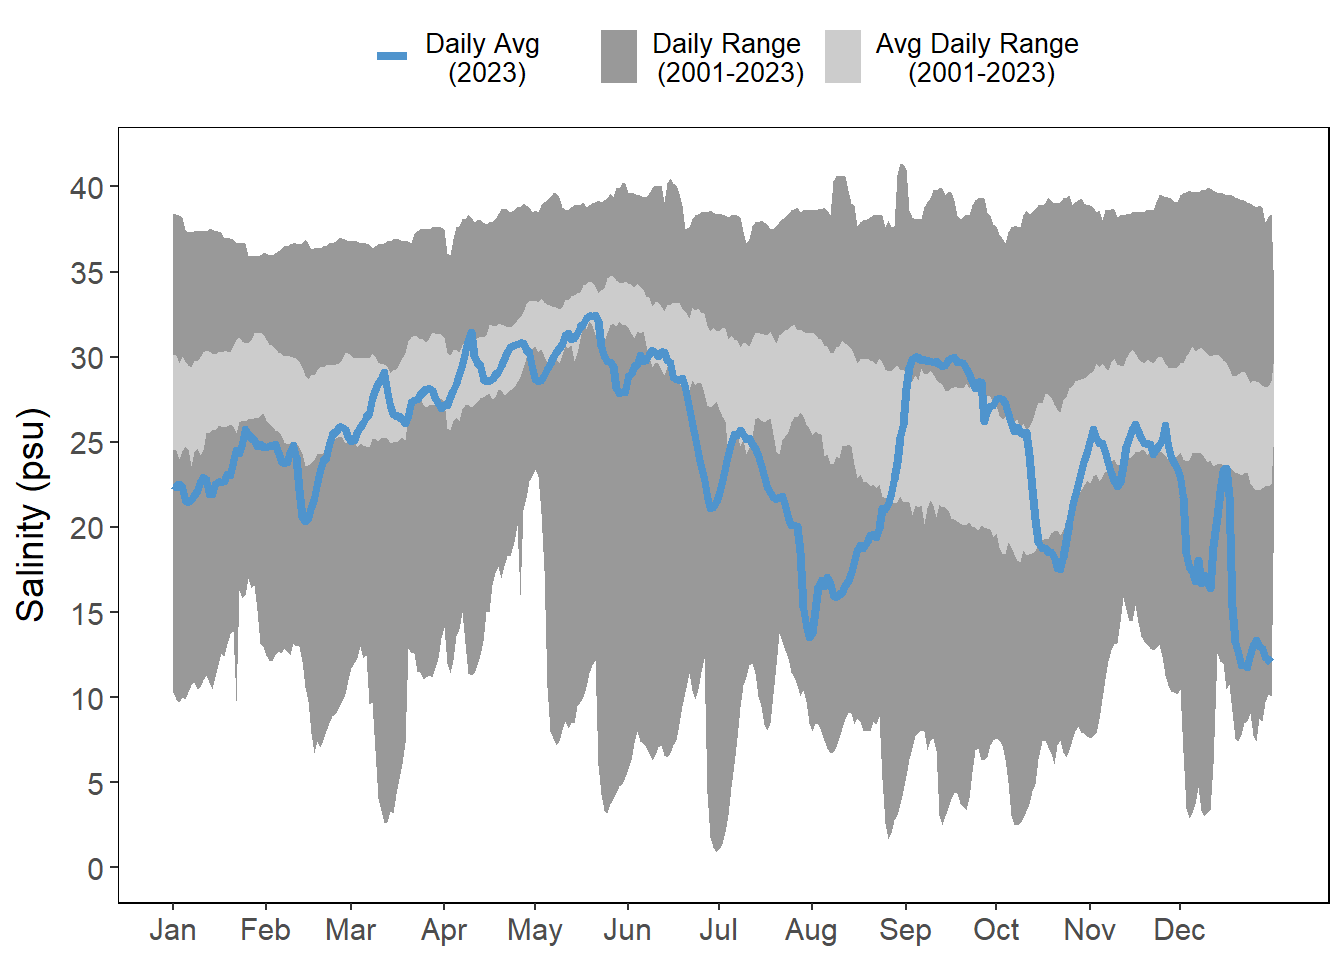 Daily Avg
(2023)
Daily Range
(2001-2023)
Avg Daily Range
(2001-2023)
Salinity (psu)
40
35
30
25
20
15
10
5
0
Jan Feb Mar Apr May Jun Jul Aug Sep Oct Nov Dec